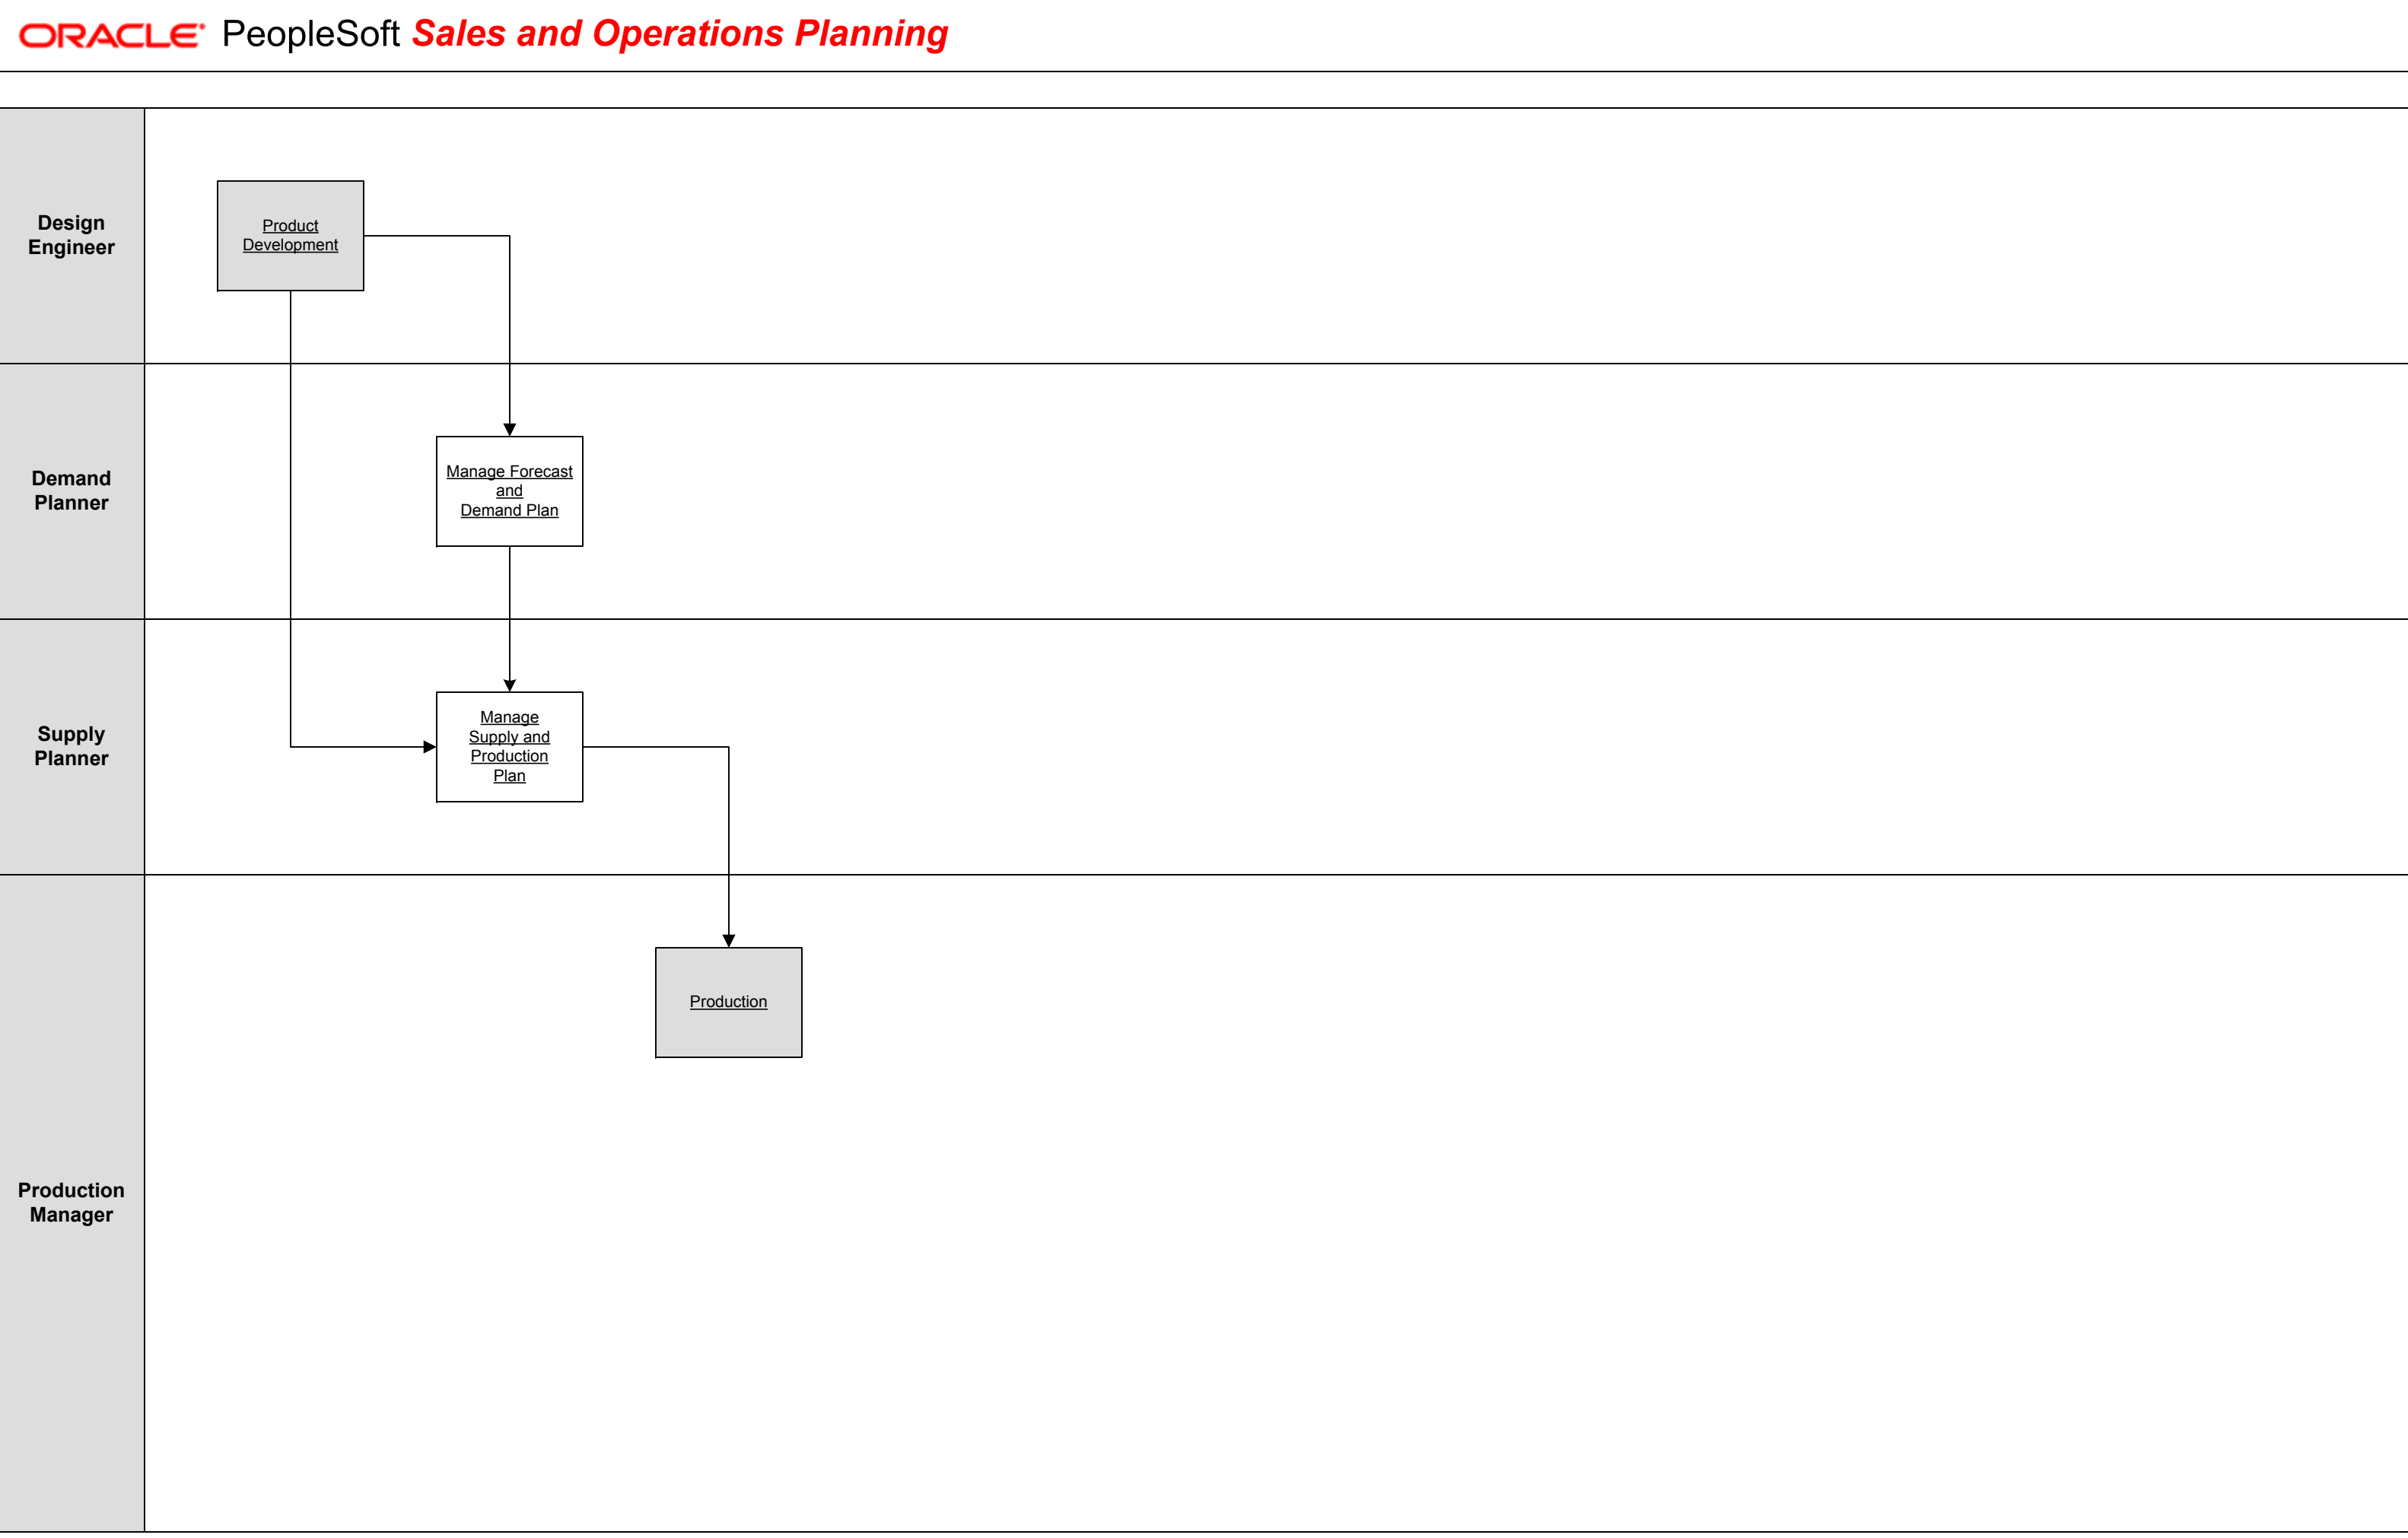 ORACLE® PeopleSoft Sales and Operations Planning
Design
Engineer
Product
Development
Demand
Planner
Manage Forecast
and
Demand Plan
Supply
Planner
Manage
Supply and
Production
Plan
Production
Manager
Production